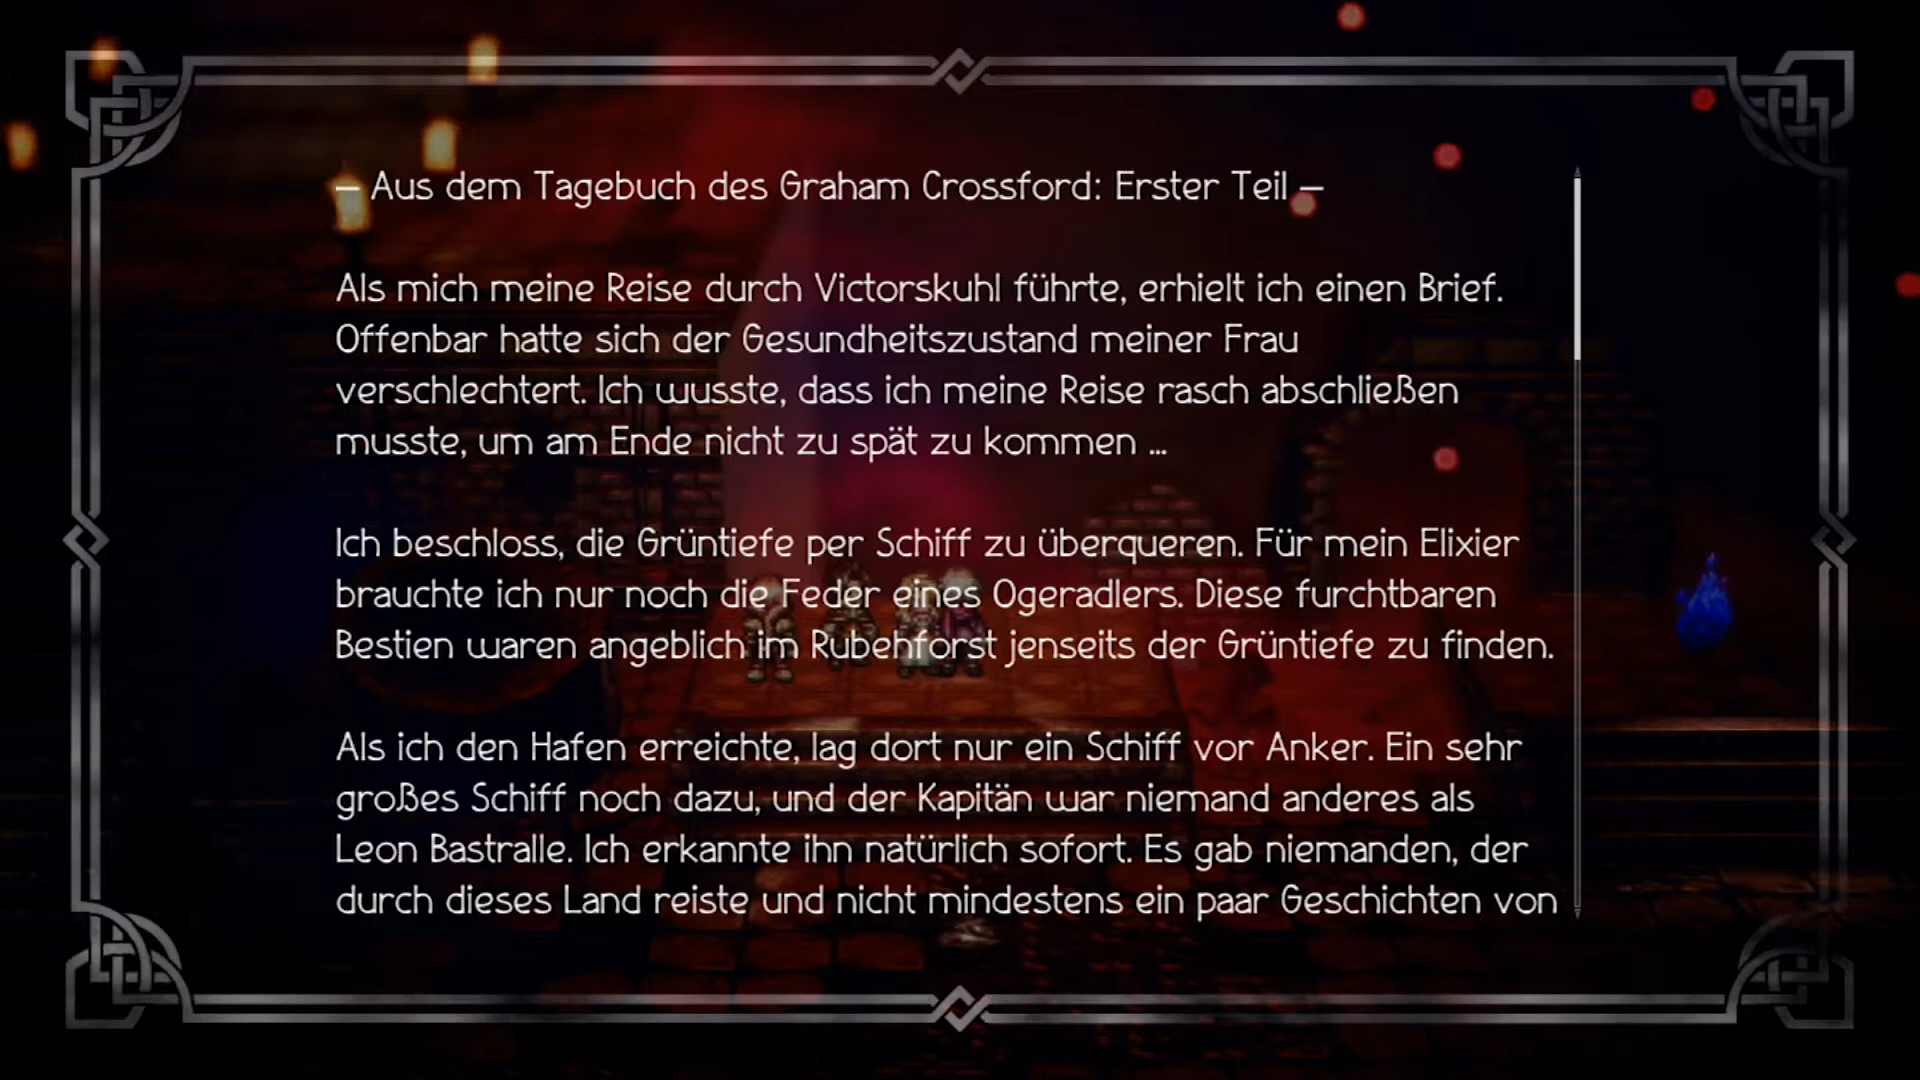 – Aus dem Tagebuch des Graham Crossford: Erster Teil –
Als mich meine Reise durch Victorskuhl führte, erhielt ich einen Brief.
Offenbar hatte sich der Gesundheitszustand meiner Frau
verschlechtert. Ich wusste, dass ich meine Reise rasch abschließen
musste, um am Ende nicht zu spät zu kommen ...
Ich beschloss, die Grüntiefe per Schiff zu überqueren. Für mein Elixier
brauchte ich nur noch die Feder eines Ogeradlers. Diese furchtbaren
Bestien waren angeblich im Rubehforst jenseits der Grüntiefe zu finden.
Als ich den Hafen erreichte, lag dort nur ein Schiff vor Anker. Ein sehr
großes Schiff noch dazu, und der Kapitän war niemand anderes als
Leon Bastralle. Ich erkannte ihn natürlich sofort. Es gab niemanden, der
durch dieses Land reiste und nicht mindestens ein paar Geschichten von